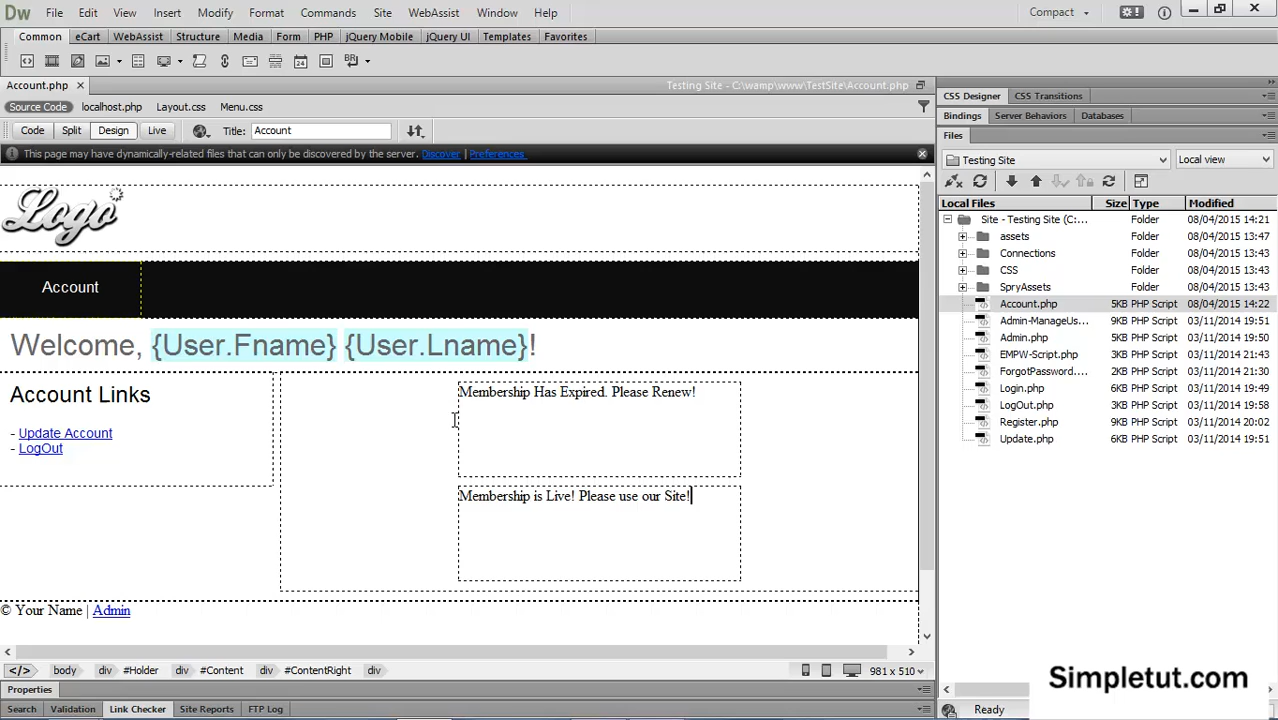 Dw File Edit View Insert Modify Format Commands Site WebAssist Window Help Compact
Common eCart WebAssist Structure Media Form PHP jQuery Mobile jQuery UI Templates Favorites
BR
Account.php Testing Site - C:\wamp\www\TestSite\Account.php
Source Code localhost.php Layout.css Menu.css
Code Split Design Live Title: Account
This page may have dynamically-related files that can only be discovered by the server. Discover | Preferences
Logo
Account
Welcome, {User.Fname} {User.Lname}!
Account Links
- Update Account
- LogOut
Membership Has Expired. Please Renew!
Membership is Live! Please use our Site!
© Your Name | Admin
</> body div #Holder div #Content div #ContentRight div 981 x 510
Properties
Search Validation Link Checker Site Reports FTP Log
CSS Designer CSS Transitions
Bindings Server Behaviors Databases
Files
Testing Site Local view
Local Files Size Type Modified
Site - Testing Site (C:... Folder 08/04/2015 14:21
assets Folder 08/04/2015 13:47
Connections Folder 08/04/2015 13:43
CSS Folder 08/04/2015 13:43
SpryAssets Folder 08/04/2015 13:43
Account.php 5KB PHP Script 08/04/2015 14:22
Admin-ManageUs... 9KB PHP Script 03/11/2014 19:51
Admin.php 6KB PHP Script 03/11/2014 19:50
EMPW-Script.php 3KB PHP Script 03/11/2014 19:51
ForgotPassword.... 2KB PHP Script 03/11/2014 21:30
Login.php 6KB PHP Script 03/11/2014 19:51
LogOut.php 6KB PHP Script 03/11/2014 19:51
Register.php 6KB PHP Script 03/11/2014 20:02
Update.php 6KB PHP Script 03/11/2014 19:51
Simpletut.com
Ready